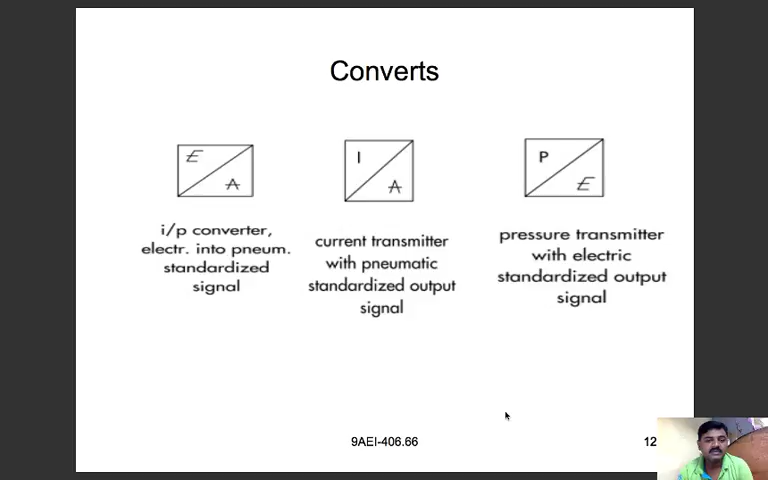 Converts
E
A
I
A
P
E
i/p converter,
electr. into pneum.
standardized
signal
current transmitter
with pneumatic
standardized output
signal
pressure transmitter
with electric
standardized output
signal
9AEI-406.66
12